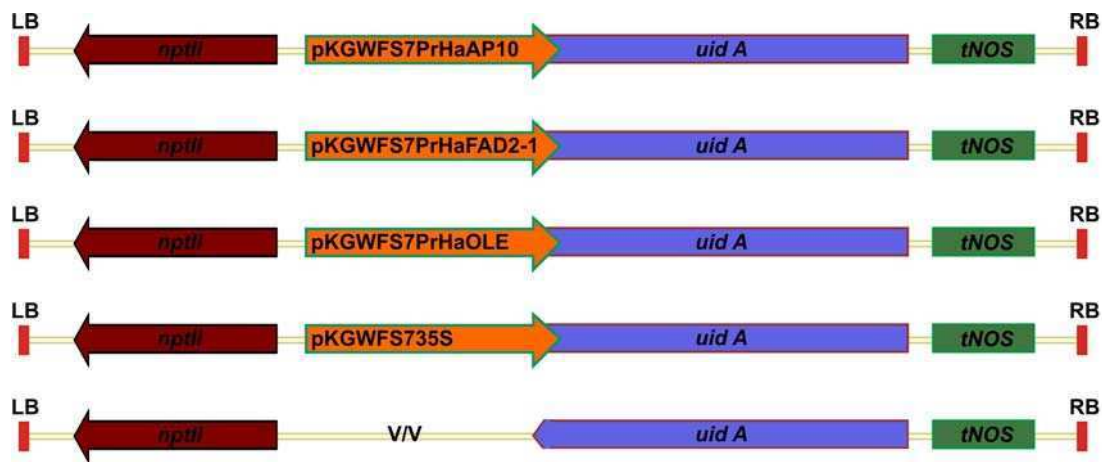 LB RB
nptII pKGWFS7PrHaAP10 uid A tNOS
LB RB
nptII pKGWFS7PrHaFAD2-1 uid A tNOS
LB RB
nptII pKGWFS7PrHaOLE uid A tNOS
LB RB
nptII pKGWFS735S uid A tNOS
LB RB
nptII V/V uid A tNOS